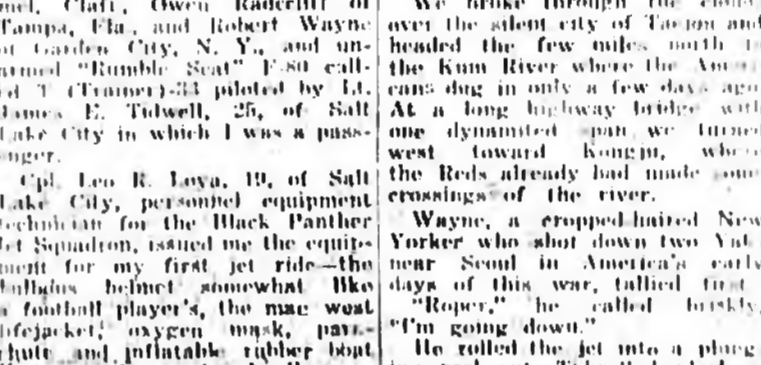 Claff, Owen Radcliff of
Tampa, Fla., and Robert Wayne
of Garden City, N. Y., and un-
armed "Rumble Seat" F-80 call-
ed T (Trainer)-33 piloted by Lt.
James E. Tidwell, 25, of Salt
Lake City in which I was a pass-
enger.
Cpl. Leo R. Leya, 19, of Salt
Lake City, personnel equipment
technician for the Black Panther
Jet Squadron, issued me the equip-
ment for my first jet ride—the
helmet somewhat like
a football player's, the mae west
lifejacket, oxygen mask, para-
chute and inflatable rubber boat
We broke through the
over the silent city of Taejon and
headed the few miles north
the Kum River where the Ameri
cans dug in only a few days ago
At a long highway bridge with
one dynamited span we turned
west toward Kongju, where
the Reds already had made
crossings of the river.
Wayne, a cropped-haired New
Yorker who shot down two
near Seoul in America's early
days of this war, tallied first
"Roper," he called briskly,
"I'm going down."
He rolled the jet into a plung